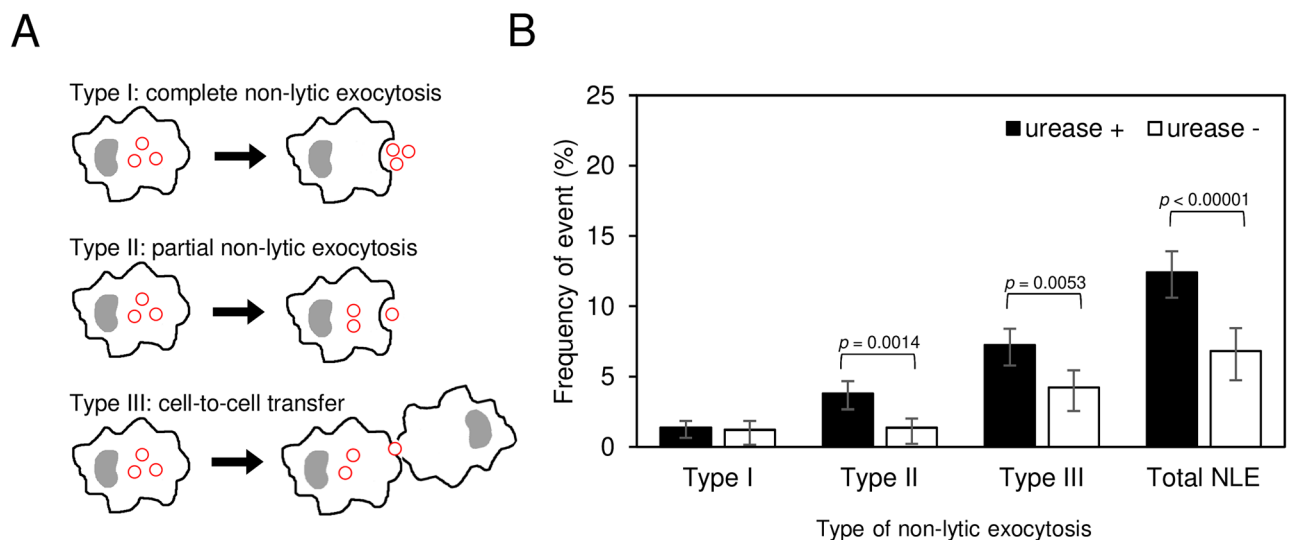 A
Type I: complete non-lytic exocytosis
Type II: partial non-lytic exocytosis
Type III: cell-to-cell transfer
B
Frequency of event (%)
25
20
15
10
5
0
urease +
urease -
p = 0.0014
p = 0.0053
p < 0.00001
Type I
Type II
Type III
Total NLE
Type of non-lytic exocytosis